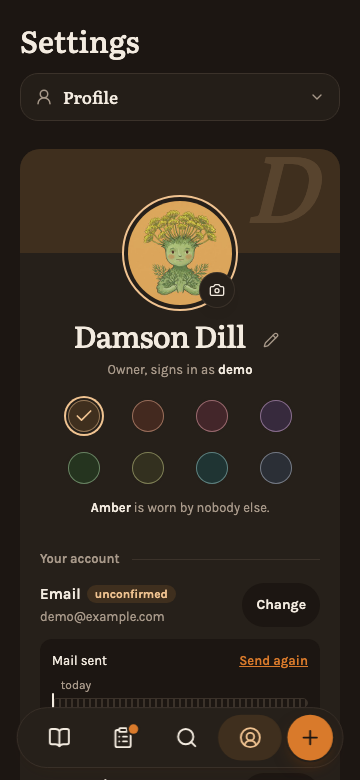 Settings
Profile
D
Damson Dill
Owner, signs in as demo
Amber is worn by nobody else.
Your account
Email unconfirmed
demo@example.com
Change
Mail sent
Send again
today